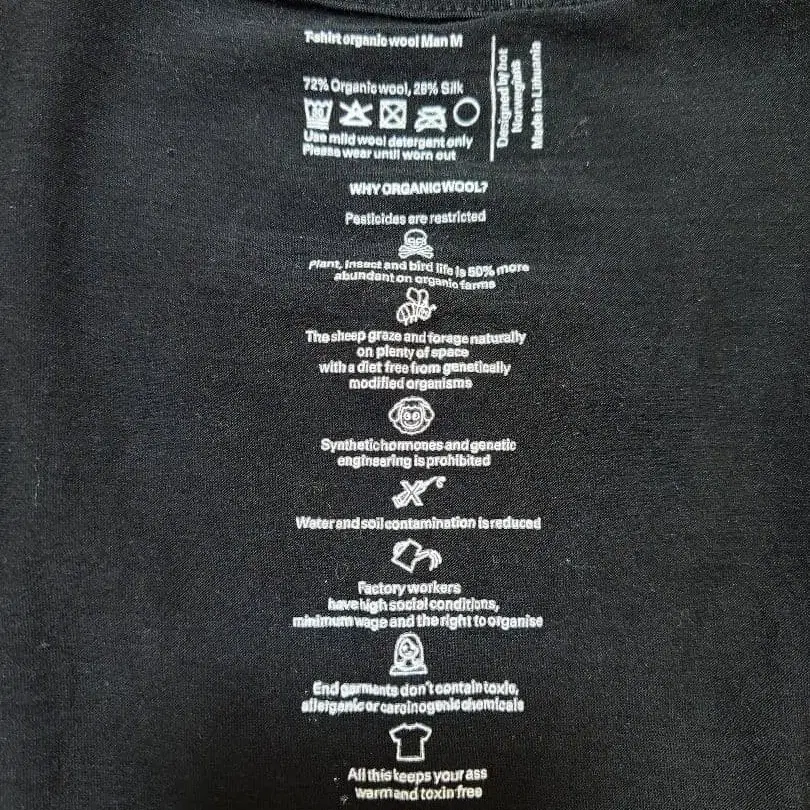 T-shirt organic wool Man M
72% Organic wool, 28% Silk
Use mild wool detergent only
Please wear until worn out
Designed by hot
Norwegians
Made in Lithuania
WHY ORGANIC WOOL?
Pesticides are restricted
Plant, insect and bird life is 50% more
abundant on organic farms
The sheep graze and forage naturally
on plenty of space
with a diet free from genetically
modified organisms
Synthetic hormones and genetic
engineering is prohibited
Water and soil contamination is reduced
Factory workers
have high social conditions,
minimum wage and the right to organise
End garments don't contain toxic,
allergenic or carcinogenic chemicals
All this keeps your ass
warm and toxin free